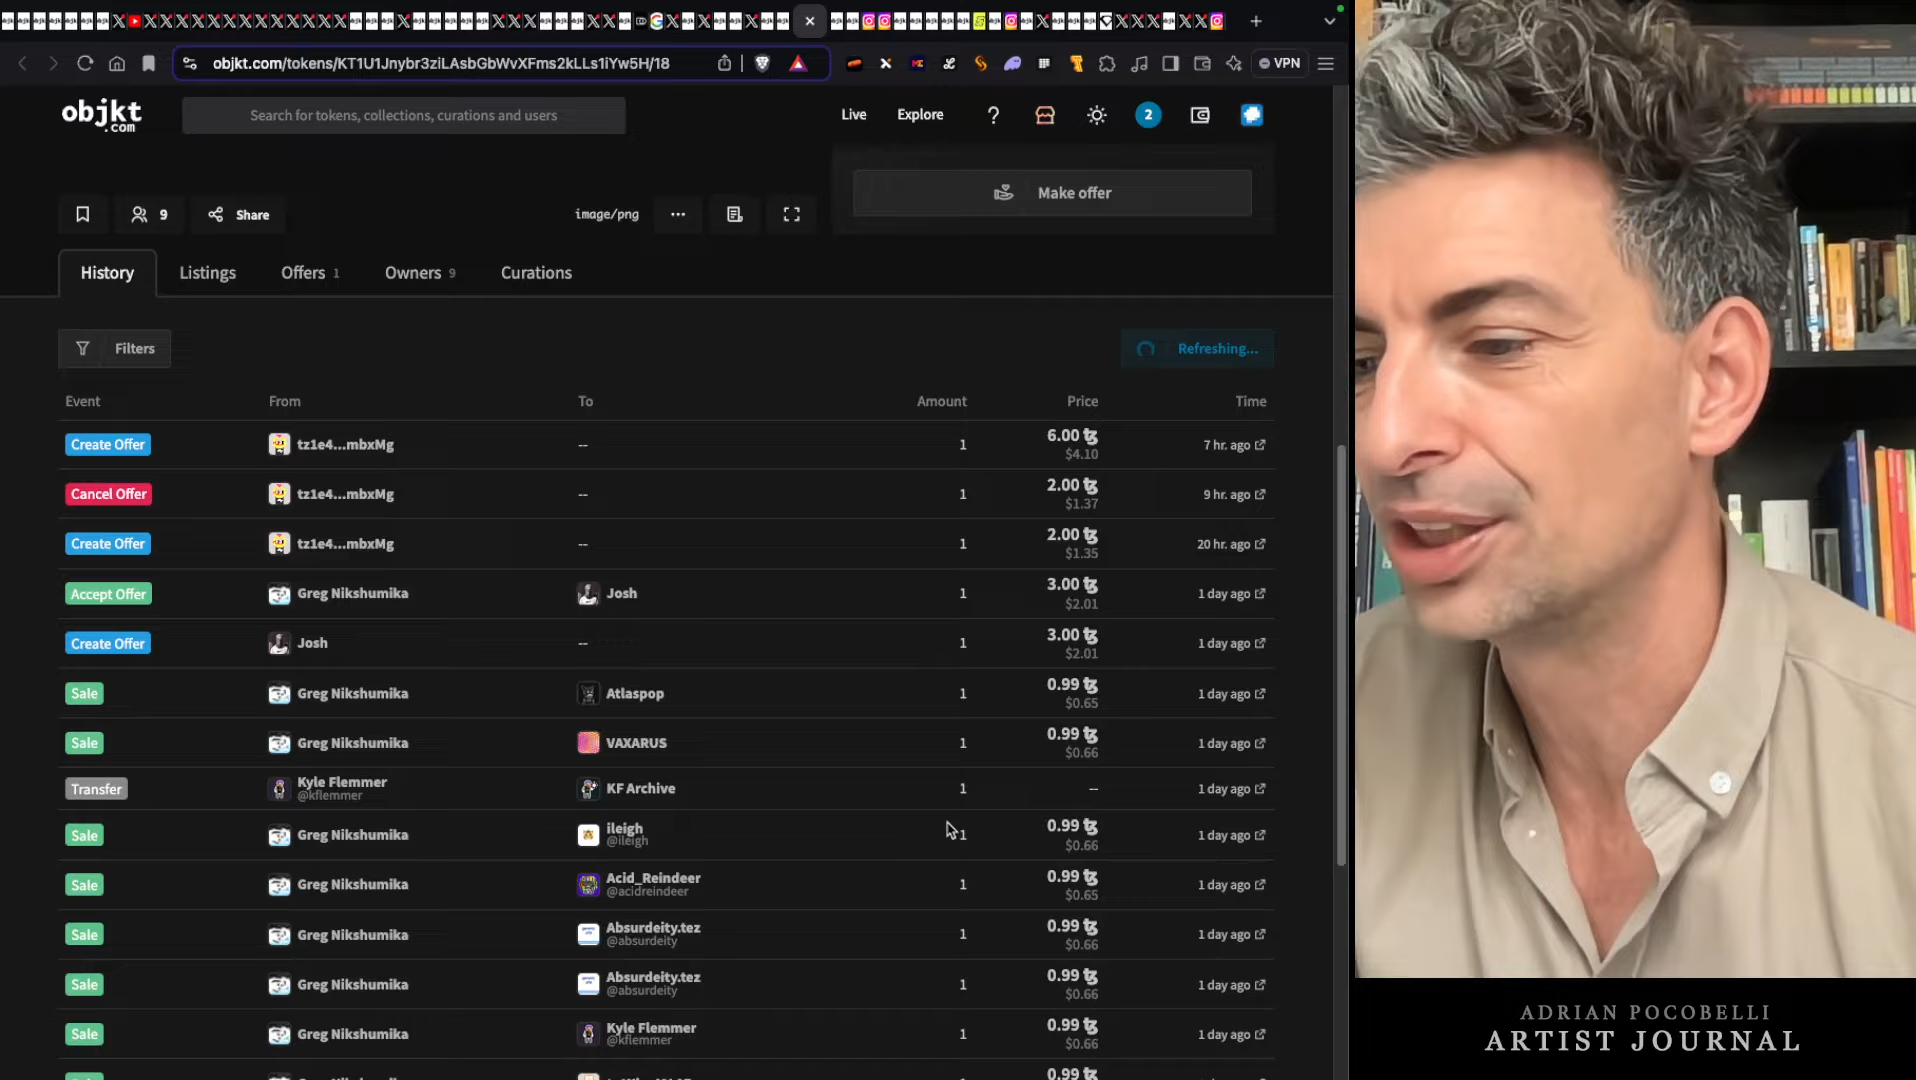 objkt.com/tokens/KT1U1Jnybr3ziLAsbGbWvXFms2kLLs1iYw5H/18
VPN
objkt
.com
Search for tokens, collections, curations and users
Live
Explore
?
2
9
Share
image/png
Make offer
History
Listings
Offers 1
Owners 9
Curations
Filters
Refreshing...
Event From To Amount Price Time
Create Offer tz1e4...mbxMg -- 1 6.00 7 hr. ago
$4.10
Cancel Offer tz1e4...mbxMg -- 1 2.00 9 hr. ago
$1.37
Create Offer tz1e4...mbxMg -- 1 2.00 20 hr. ago
$1.35
Accept Offer Greg Nikshumika Josh 1 3.00 1 day ago
$2.01
Create Offer Josh -- 1 3.00 1 day ago
$2.01
Sale Greg Nikshumika Atlaspop 1 0.99 1 day ago
$0.65
Sale Greg Nikshumika VAXARUS 1 0.99 1 day ago
$0.66
Transfer Kyle Flemmer KF Archive 1 -- 1 day ago
@kflemmer
Sale Greg Nikshumika ileigh 1 0.99 1 day ago
@ileigh $0.66
Sale Greg Nikshumika Acid_Reindeer 1 0.99 1 day ago
@acidreindeer $0.65
Sale Greg Nikshumika Absurdeity.tez 1 0.99 1 day ago
@absurdeity $0.66
Sale Greg Nikshumika Absurdeity.tez 1 0.99 1 day ago
@absurdeity $0.66
Sale Greg Nikshumika Kyle Flemmer 1 0.99 1 day ago
@kflemmer $0.66
0.99
ADRIAN POCOBELLI
ARTIST JOURNAL